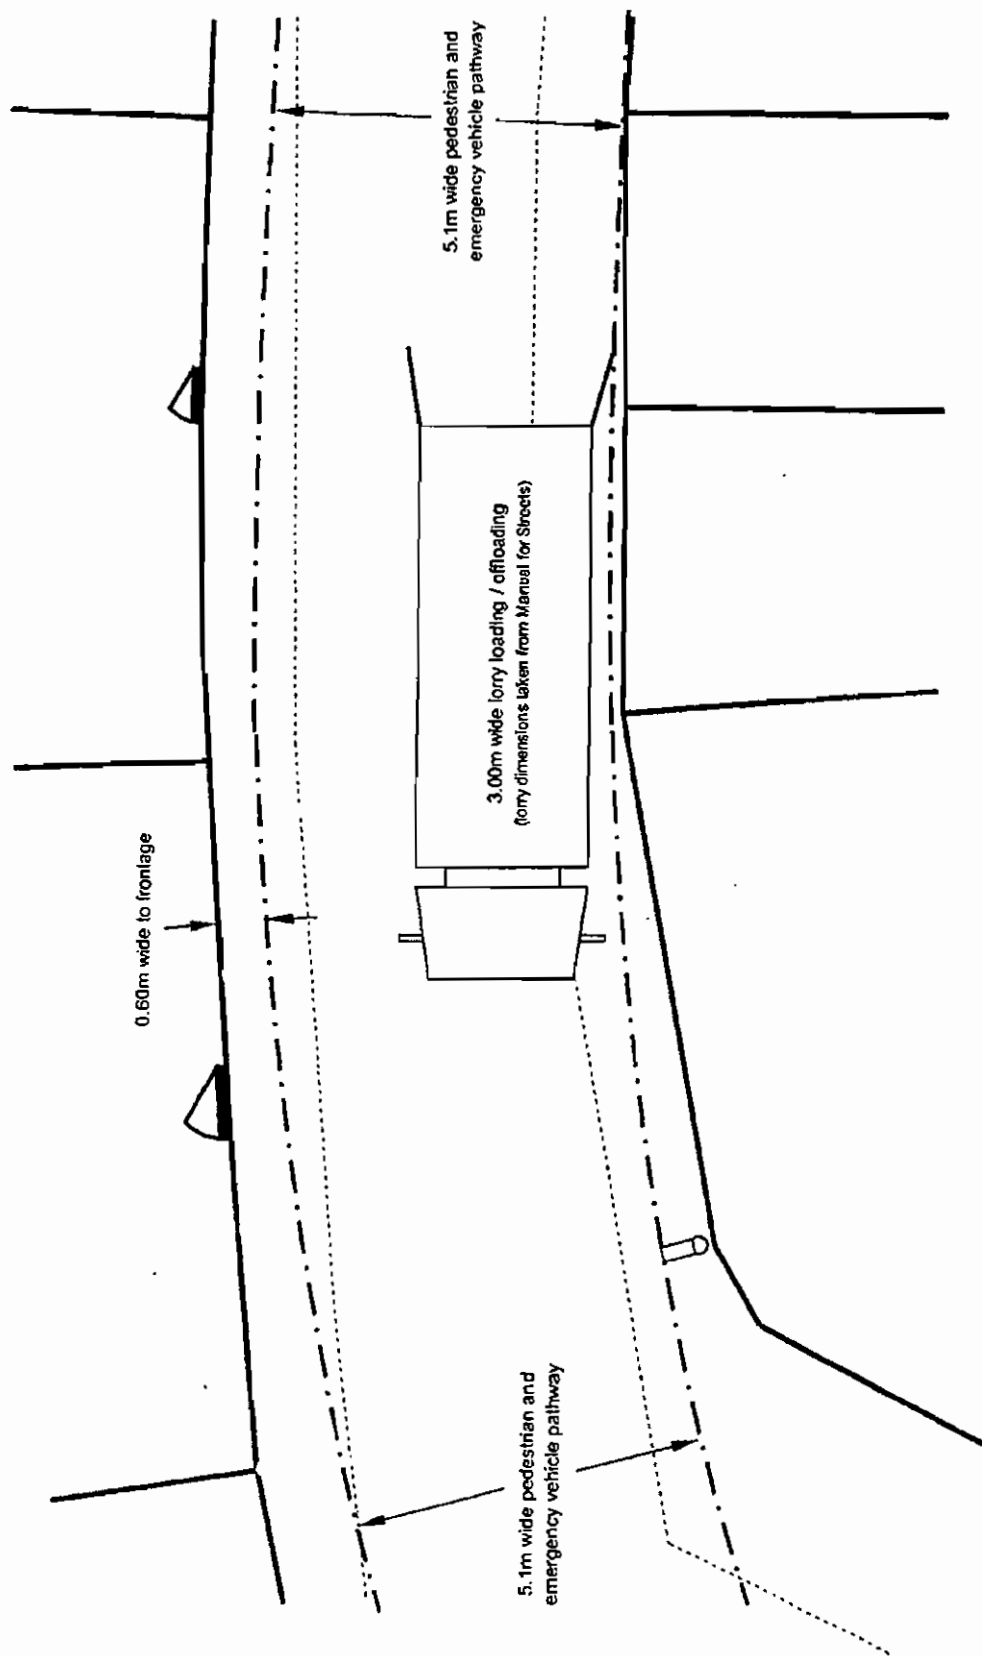 5.1m wide pedestrian and
emergency vehicle pathway
0.60m wide to frontage
3.00m wide lorry loading / offloading
(lorry dimensions taken from Manual for Streets)
5.1m wide pedestrian and
emergency vehicle pathway